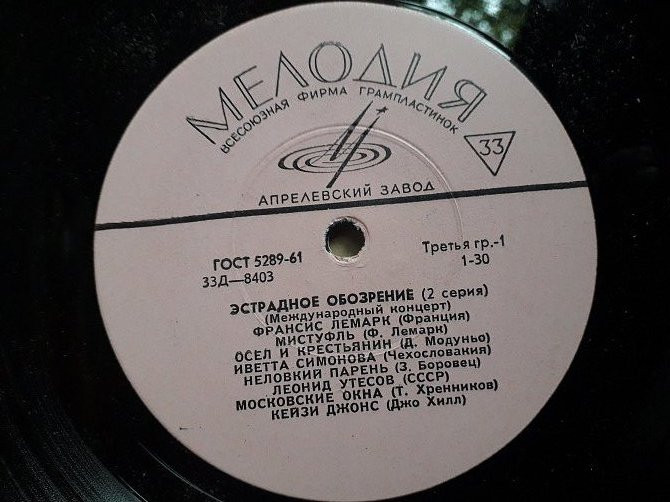 МЕЛОДИЯ
ВСЕСОЮЗНАЯ ФИРМА ГРАМПЛАСТИНОК
33
АПРЕЛЕВСКИЙ ЗАВОД
ГОСТ 5289-61
Третья гр.-1
33Д—8403
1-30
ЭСТРАДНОЕ ОБОЗРЕНИЕ (2 серия)
(Международный концерт)
ФРАНСИС ЛЕМАРК (Франция)
МИСТУФЛЬ (Ф. Лемарк)
ОСЕЛ И КРЕСТЬЯНИН (Д. Модуньо)
ИВЕТТА СИМОНОВА (Чехословакия)
НЕЛОВКИЙ ПАРЕНЬ (З. Боровец)
ЛЕОНИД УТЕСОВ (СССР)
МОСКОВСКИЕ ОКНА (Т. Хренников)
КЕЙЗИ ДЖОНС (Джо Хилл)